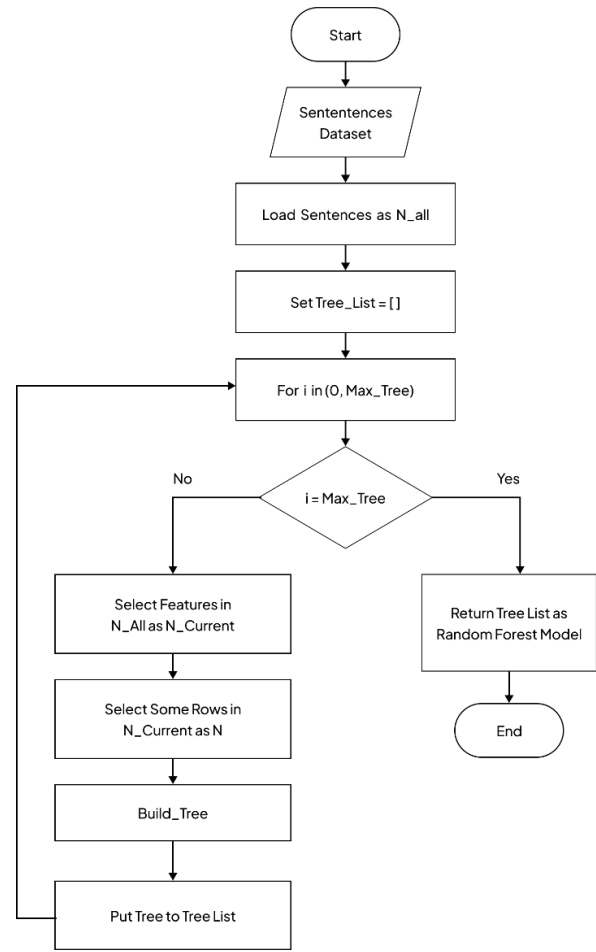 Start
Sententences
Dataset
Load Sentences as N_all
Set Tree_List = [ ]
For i in (0, Max_Tree)
i = Max_Tree
No
Yes
Select Features in
N_All as N_Current
Return Tree List as
Random Forest Model
Select Some Rows in
N_Current as N
End
Build_Tree
Put Tree to Tree List